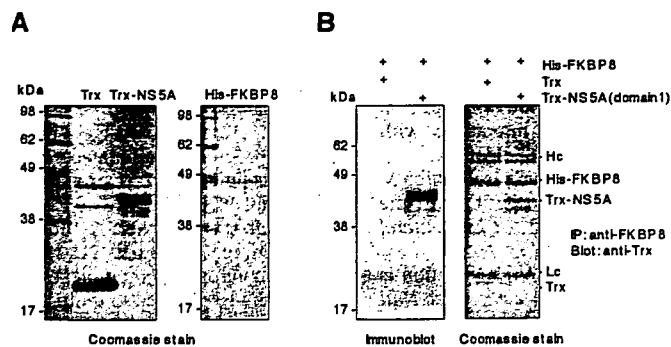 A
B
kDa
Trx Trx-NS5A
98
62
49
38
17
Coomassie stain
His-FKBP8
98
62
49
38
17
+ + + + His-FKBP8
+ + Trx
+ + Trx-NS5A(domain1)
kDa
62
49
38
17
Immunoblot
Hc
His-FKBP8
Trx-NS5A
IP:anti-FKBP8
Blot:anti-Trx
Lc
Trx
Coomassie stain